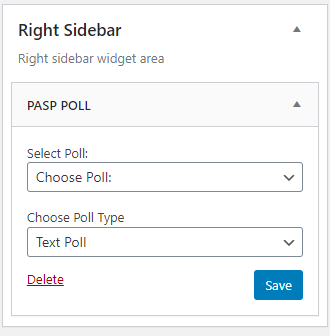 Right Sidebar
Right sidebar widget area
PASP POLL
Select Poll:
Choose Poll:
Choose Poll Type
Text Poll
Delete
Save